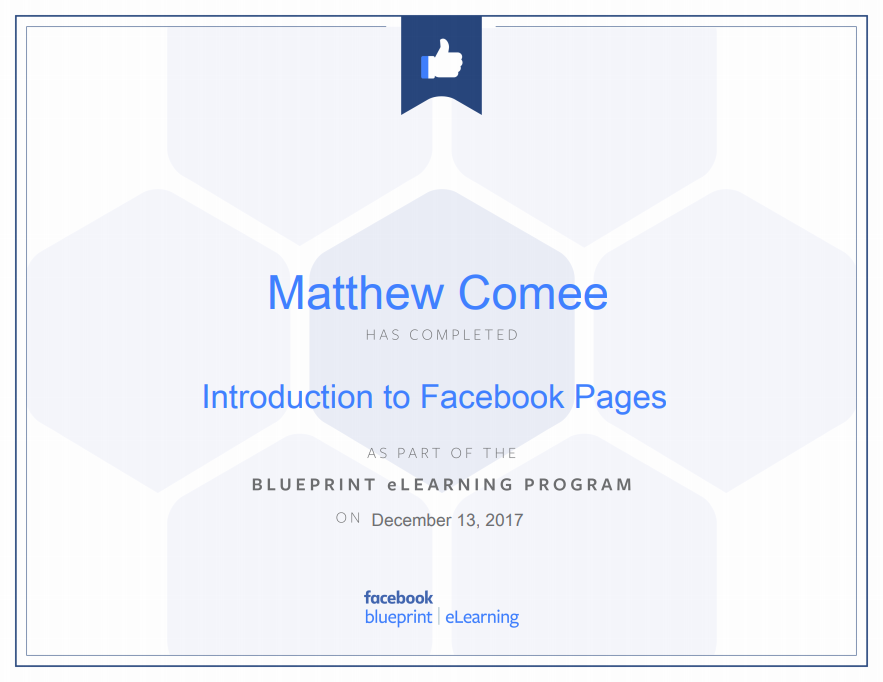 Matthew Comee
HAS COMPLETED
Introduction to Facebook Pages
AS PART OF THE
BLUEPRINT eLEARNING PROGRAM
ON December 13, 2017
facebook
blueprint | eLearning